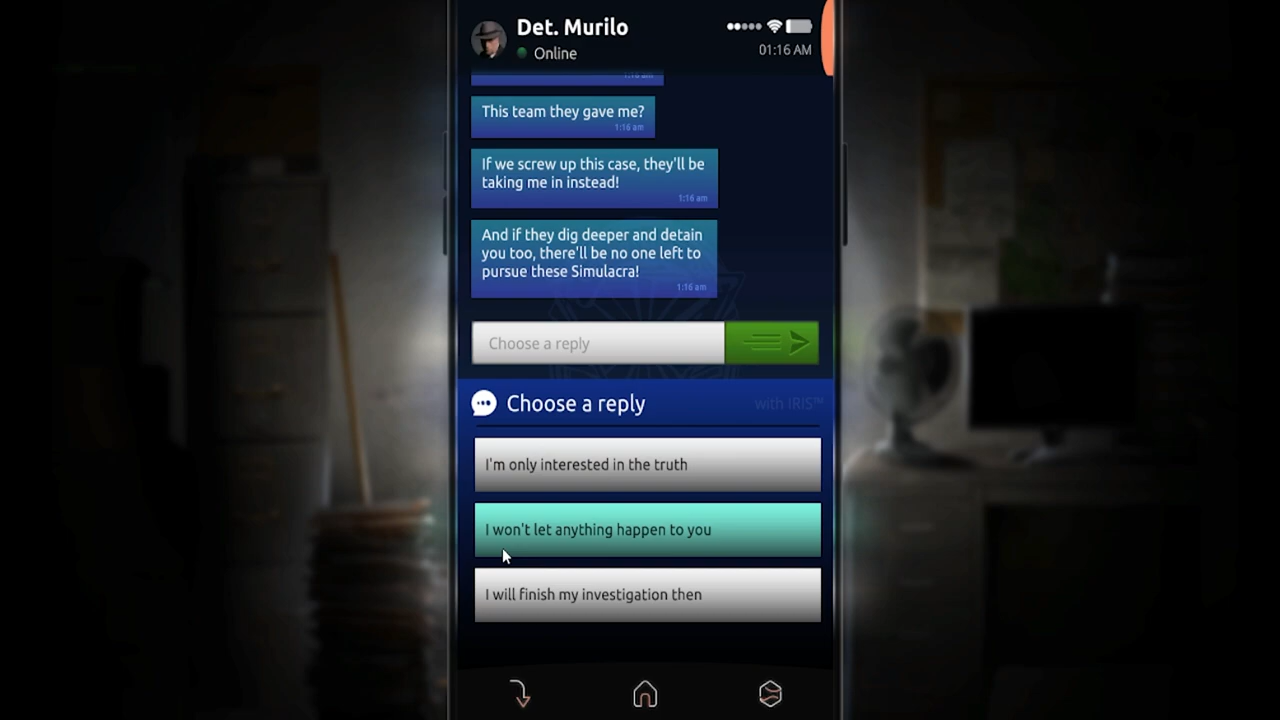 Det. Murilo
Online
01:16 AM
1:16 am
This team they gave me?
1:16 am
If we screw up this case, they'll be
taking me in instead!
1:16 am
And if they dig deeper and detain
you too, there'll be no one left to
pursue these Simulacra!
1:16 am
Choose a reply
Choose a reply
with IRIS™
I'm only interested in the truth
I won't let anything happen to you
I will finish my investigation then